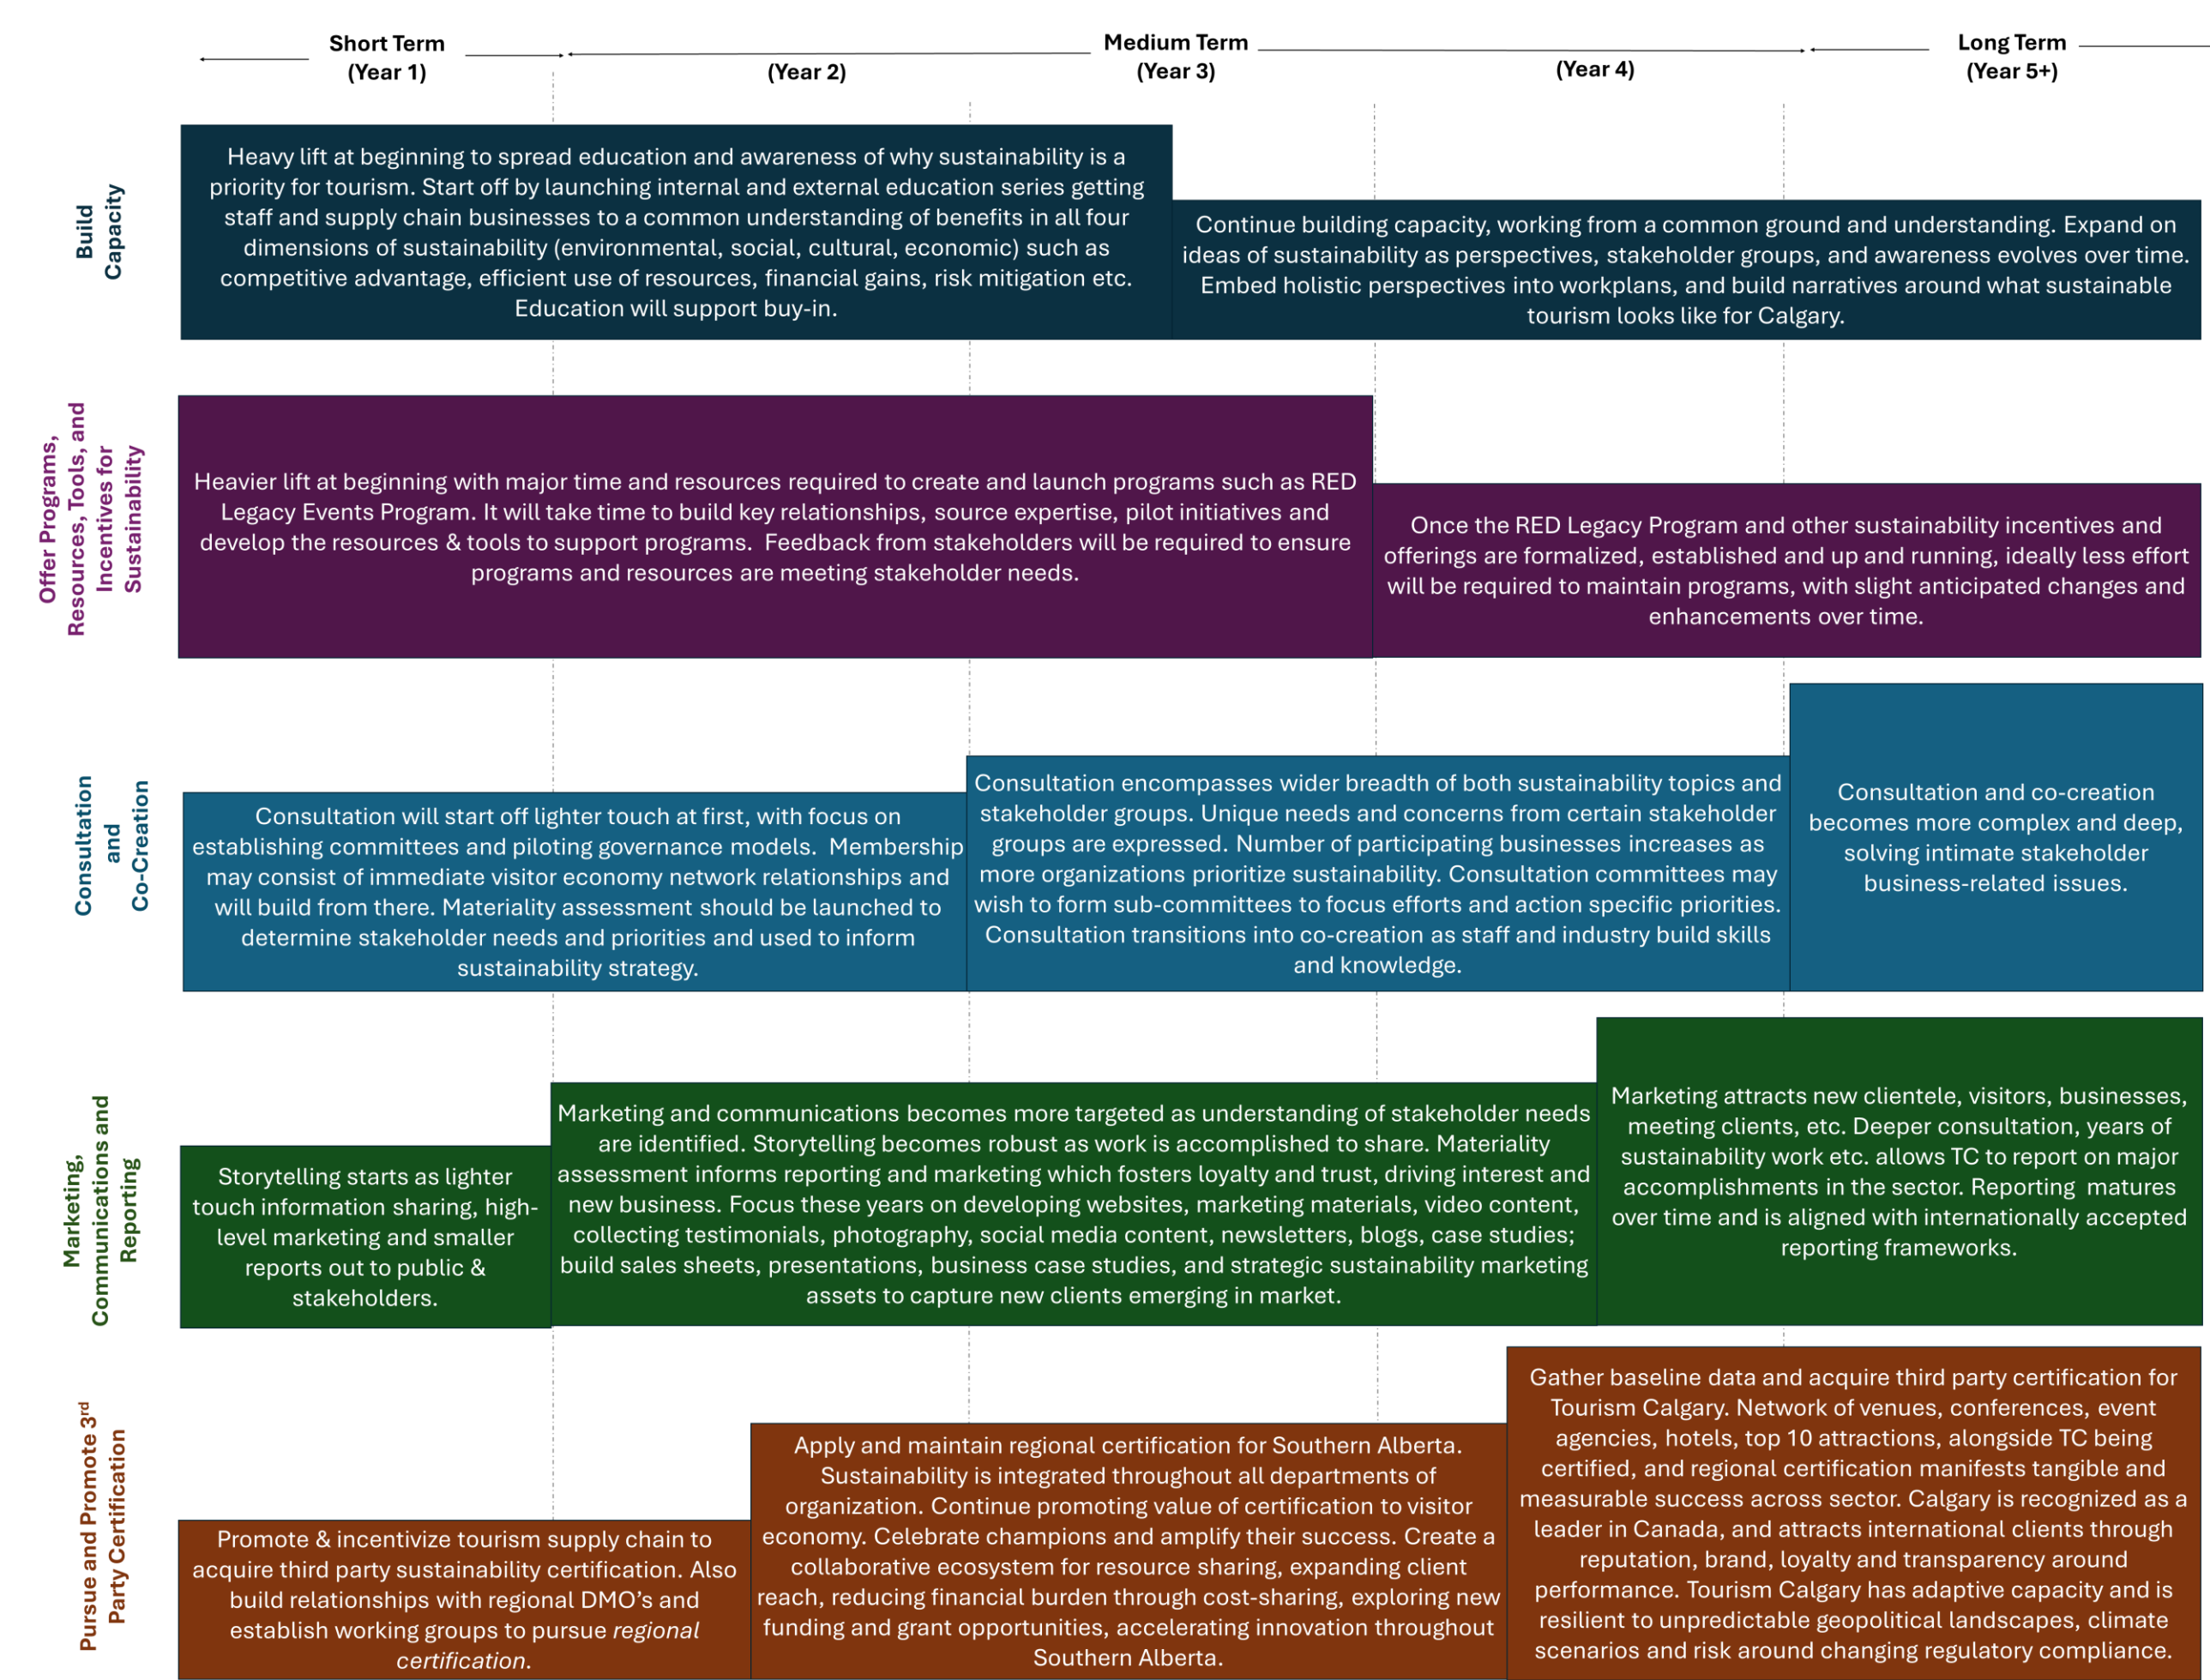 Short Term
(Year 1)
(Year 2)
Medium Term
(Year 3)
(Year 4)
Long Term
(Year 5+)
Build
Capacity
Heavy lift at beginning to spread education and awareness of why sustainability is a
priority for tourism. Start off by launching internal and external education series getting
staff and supply chain businesses to a common understanding of benefits in all four
dimensions of sustainability (environmental, social, cultural, economic) such as
competitive advantage, efficient use of resources, financial gains, risk mitigation etc.
Education will support buy-in.
Continue building capacity, working from a common ground and understanding. Expand on
ideas of sustainability as perspectives, stakeholder groups, and awareness evolves over time.
Embed holistic perspectives into workplans, and build narratives around what sustainable
tourism looks like for Calgary.
Offer Programs,
Resources, Tools, and
Incentives for
Sustainability
Heavier lift at beginning with major time and resources required to create and launch programs such as RED
Legacy Events Program. It will take time to build key relationships, source expertise, pilot initiatives and
develop the resources & tools to support programs.  Feedback from stakeholders will be required to ensure
programs and resources are meeting stakeholder needs.
Once the RED Legacy Program and other sustainability incentives and
offerings are formalized, established and up and running, ideally less effort
will be required to maintain programs, with slight anticipated changes and
enhancements over time.
Consultation
and
Co-Creation
Consultation will start off lighter touch at first, with focus on
establishing committees and piloting governance models.  Membership
may consist of immediate visitor economy network relationships and
will build from there. Materiality assessment should be launched to
determine stakeholder needs and priorities and used to inform
sustainability strategy.
Consultation encompasses wider breadth of both sustainability topics and
stakeholder groups. Unique needs and concerns from certain stakeholder
groups are expressed. Number of participating businesses increases as
more organizations prioritize sustainability. Consultation committees may
wish to form sub-committees to focus efforts and action specific priorities.
Consultation transitions into co-creation as staff and industry build skills
and knowledge.
Consultation and co-creation
becomes more complex and deep,
solving intimate stakeholder
business-related issues.
Marketing,
Communications and
Reporting
Storytelling starts as lighter
touch information sharing, high-
level marketing and smaller
reports out to public &
stakeholders.
Marketing and communications becomes more targeted as understanding of stakeholder needs
are identified. Storytelling becomes robust as work is accomplished to share. Materiality
assessment informs reporting and marketing which fosters loyalty and trust, driving interest and
new business. Focus these years on developing websites, marketing materials, video content,
collecting testimonials, photography, social media content, newsletters, blogs, case studies;
build sales sheets, presentations, business case studies, and strategic sustainability marketing
assets to capture new clients emerging in market.
Marketing attracts new clientele, visitors, businesses,
meeting clients, etc. Deeper consultation, years of
sustainability work etc. allows TC to report on major
accomplishments in the sector. Reporting  matures
over time and is aligned with internationally accepted
reporting frameworks.
Pursue and Promote 3rd
Party Certification
Promote & incentivize tourism supply chain to
acquire third party sustainability certification. Also
build relationships with regional DMO's and
establish working groups to pursue regional
certification.
Apply and maintain regional certification for Southern Alberta.
Sustainability is integrated throughout all departments of
organization. Continue promoting value of certification to visitor
economy. Celebrate champions and amplify their success. Create a
collaborative ecosystem for resource sharing, expanding client
reach, reducing financial burden through cost-sharing, exploring new
funding and grant opportunities, accelerating innovation throughout
Southern Alberta.
Gather baseline data and acquire third party certification for
Tourism Calgary. Network of venues, conferences, event
agencies, hotels, top 10 attractions, alongside TC being
certified, and regional certification manifests tangible and
measurable success across sector. Calgary is recognized as a
leader in Canada, and attracts international clients through
reputation, brand, loyalty and transparency around
performance. Tourism Calgary has adaptive capacity and is
resilient to unpredictable geopolitical landscapes, climate
scenarios and risk around changing regulatory compliance.